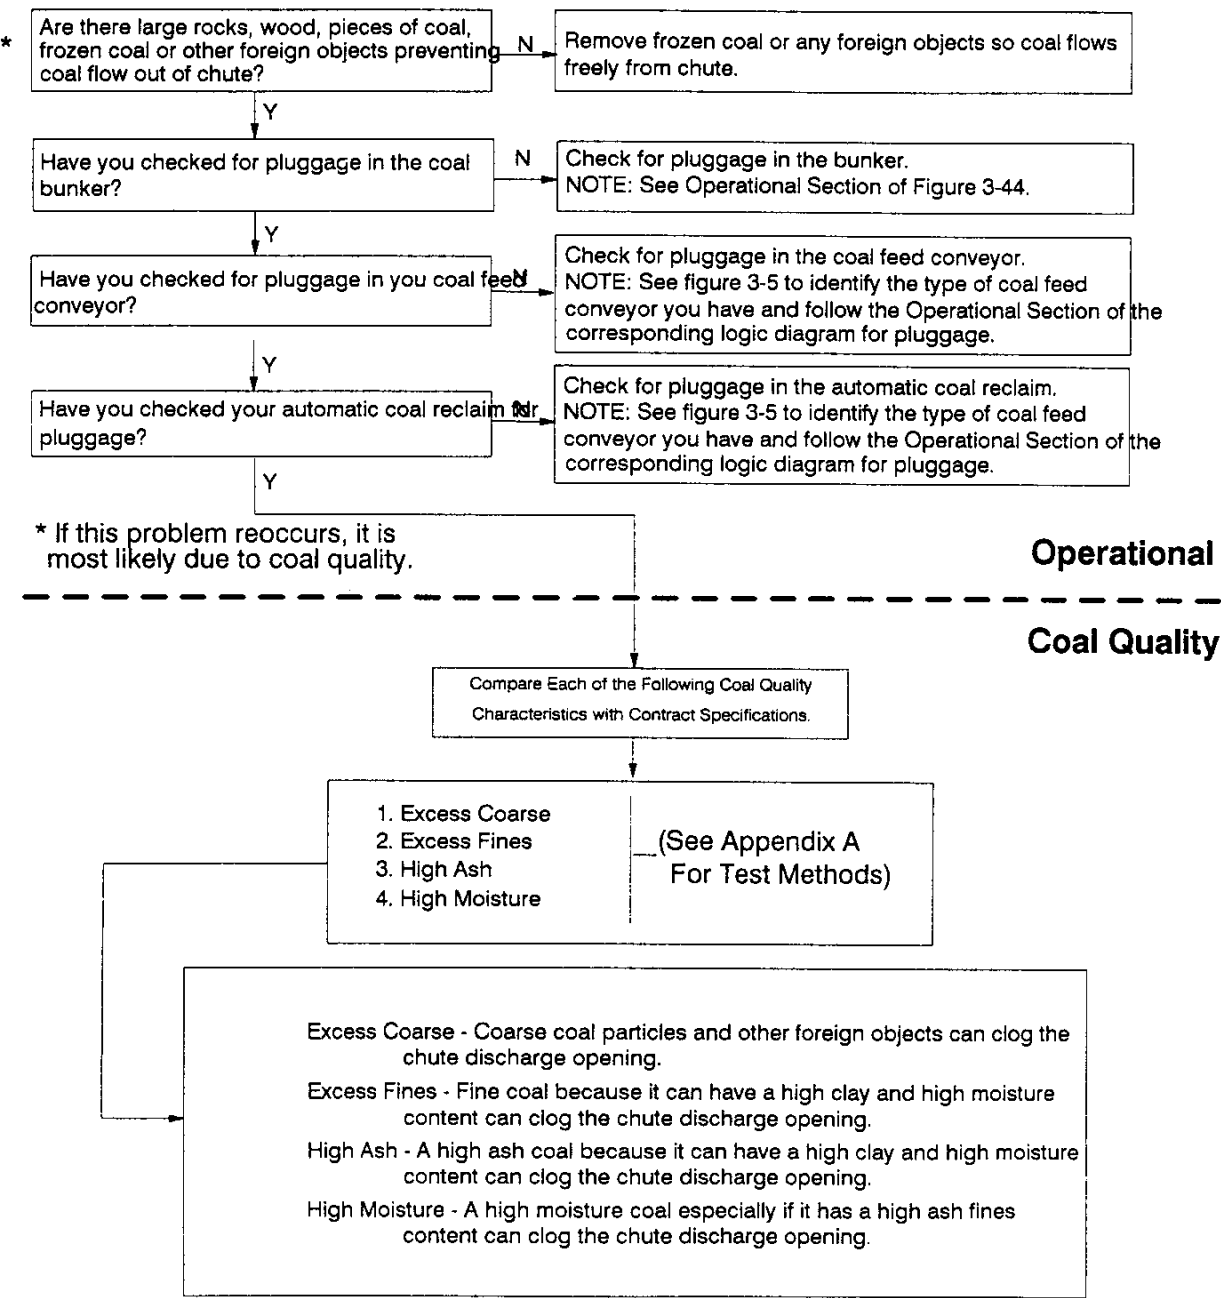 Are there large rocks, wood, pieces of coal,
* frozen coal or other foreign objects preventing
coal flow out of chute?
N
Remove frozen coal or any foreign objects so coal flows
freely from chute.
Y
Have you checked for pluggage in the coal
bunker?
N
Check for pluggage in the bunker.
NOTE: See Operational Section of Figure 3-44.
Y
Have you checked for pluggage in you coal feed
conveyor?
N
Check for pluggage in the coal feed conveyor.
NOTE: See figure 3-5 to identify the type of coal feed
conveyor you have and follow the Operational Section of the
corresponding logic diagram for pluggage.
Y
Have you checked your automatic coal reclaim for
pluggage?
N
Check for pluggage in the automatic coal reclaim.
NOTE: See figure 3-5 to identify the type of coal feed
conveyor you have and follow the Operational Section of the
corresponding logic diagram for pluggage.
Y
* If this problem reoccurs, it is
most likely due to coal quality.
Operational
Coal Quality
Compare Each of the Following Coal Quality
Characteristics with Contract Specifications.
1. Excess Coarse
2. Excess Fines
3. High Ash
4. High Moisture
(See Appendix A
For Test Methods)
Excess Coarse - Coarse coal particles and other foreign objects can clog the
chute discharge opening.
Excess Fines - Fine coal because it can have a high clay and high moisture
content can clog the chute discharge opening.
High Ash - A high ash coal because it can have a high clay and high moisture
content can clog the chute discharge opening.
High Moisture - A high moisture coal especially if it has a high ash fines
content can clog the chute discharge opening.